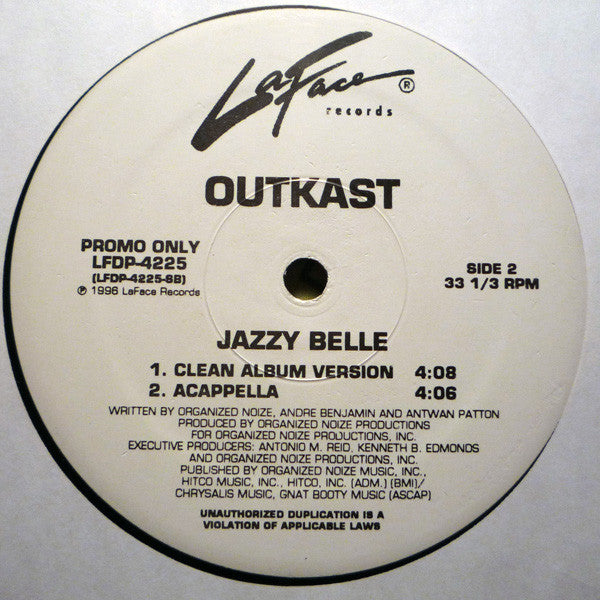 LaFace ®
records
OUTKAST
PROMO ONLY
LFDP-4225
(LFDP-4225-SB)
℗ 1996 LaFace Records
SIDE 2
33 1/3 RPM
JAZZY BELLE
1. CLEAN ALBUM VERSION 4:08
2. ACAPPELLA 4:06
WRITTEN BY ORGANIZED NOIZE, ANDRE BENJAMIN AND ANTWAN PATTON
PRODUCED BY ORGANIZED NOIZE PRODUCTIONS
FOR ORGANIZED NOIZE PRODUCTIONS, INC.
EXECUTIVE PRODUCERS: ANTONIO M. REID, KENNETH B. EDMONDS
AND ORGANIZED NOIZE PRODUCTIONS, INC.
PUBLISHED BY ORGANIZED NOIZE MUSIC, INC.,
HITCO MUSIC, INC., HITCO, INC. (ADM.) (BMI)/
CHRYSALIS MUSIC, GNAT BOOTY MUSIC (ASCAP)
UNAUTHORIZED DUPLICATION IS A
VIOLATION OF APPLICABLE LAWS